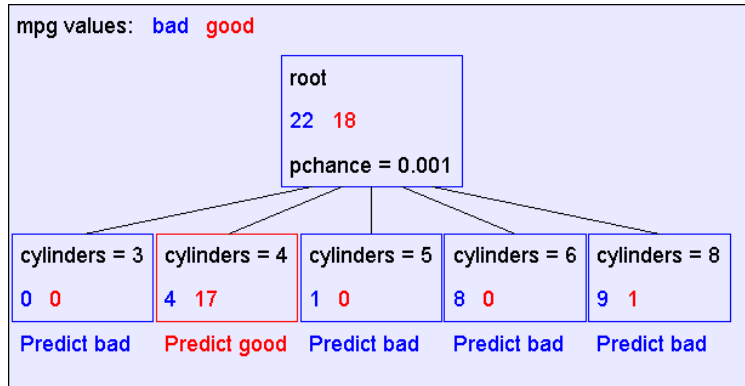 mpg values: bad good
root
22 18
pchance = 0.001
cylinders = 3 cylinders = 4 cylinders = 5 cylinders = 6 cylinders = 8
0 0 4 17 1 0 8 0 9 1
Predict bad Predict good Predict bad Predict bad Predict bad